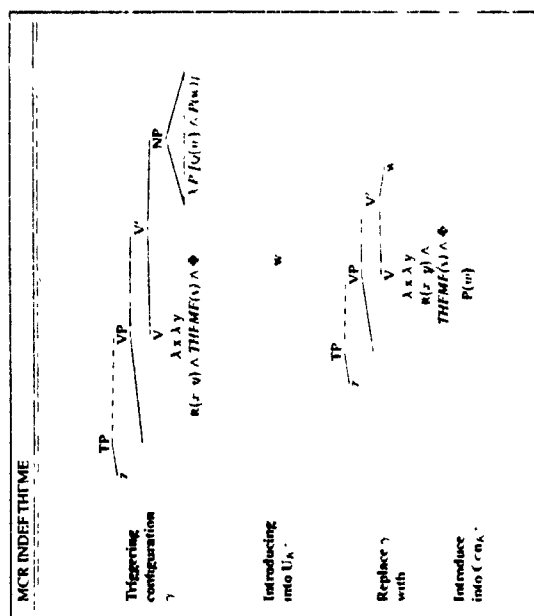 MCR INDEF THEME
Triggering configuration γ
TP
VP
V'
V
NP
λ x λ y
R(x y) ∧ THEME(x) ∧ Φ
Introducing into U_K ·
w
Replace γ with
TP
VP
V'
V
w
λ x λ y
R(x y) ∧
THEME(x) ∧ Φ
Introduce into Con_K ·
P(w)